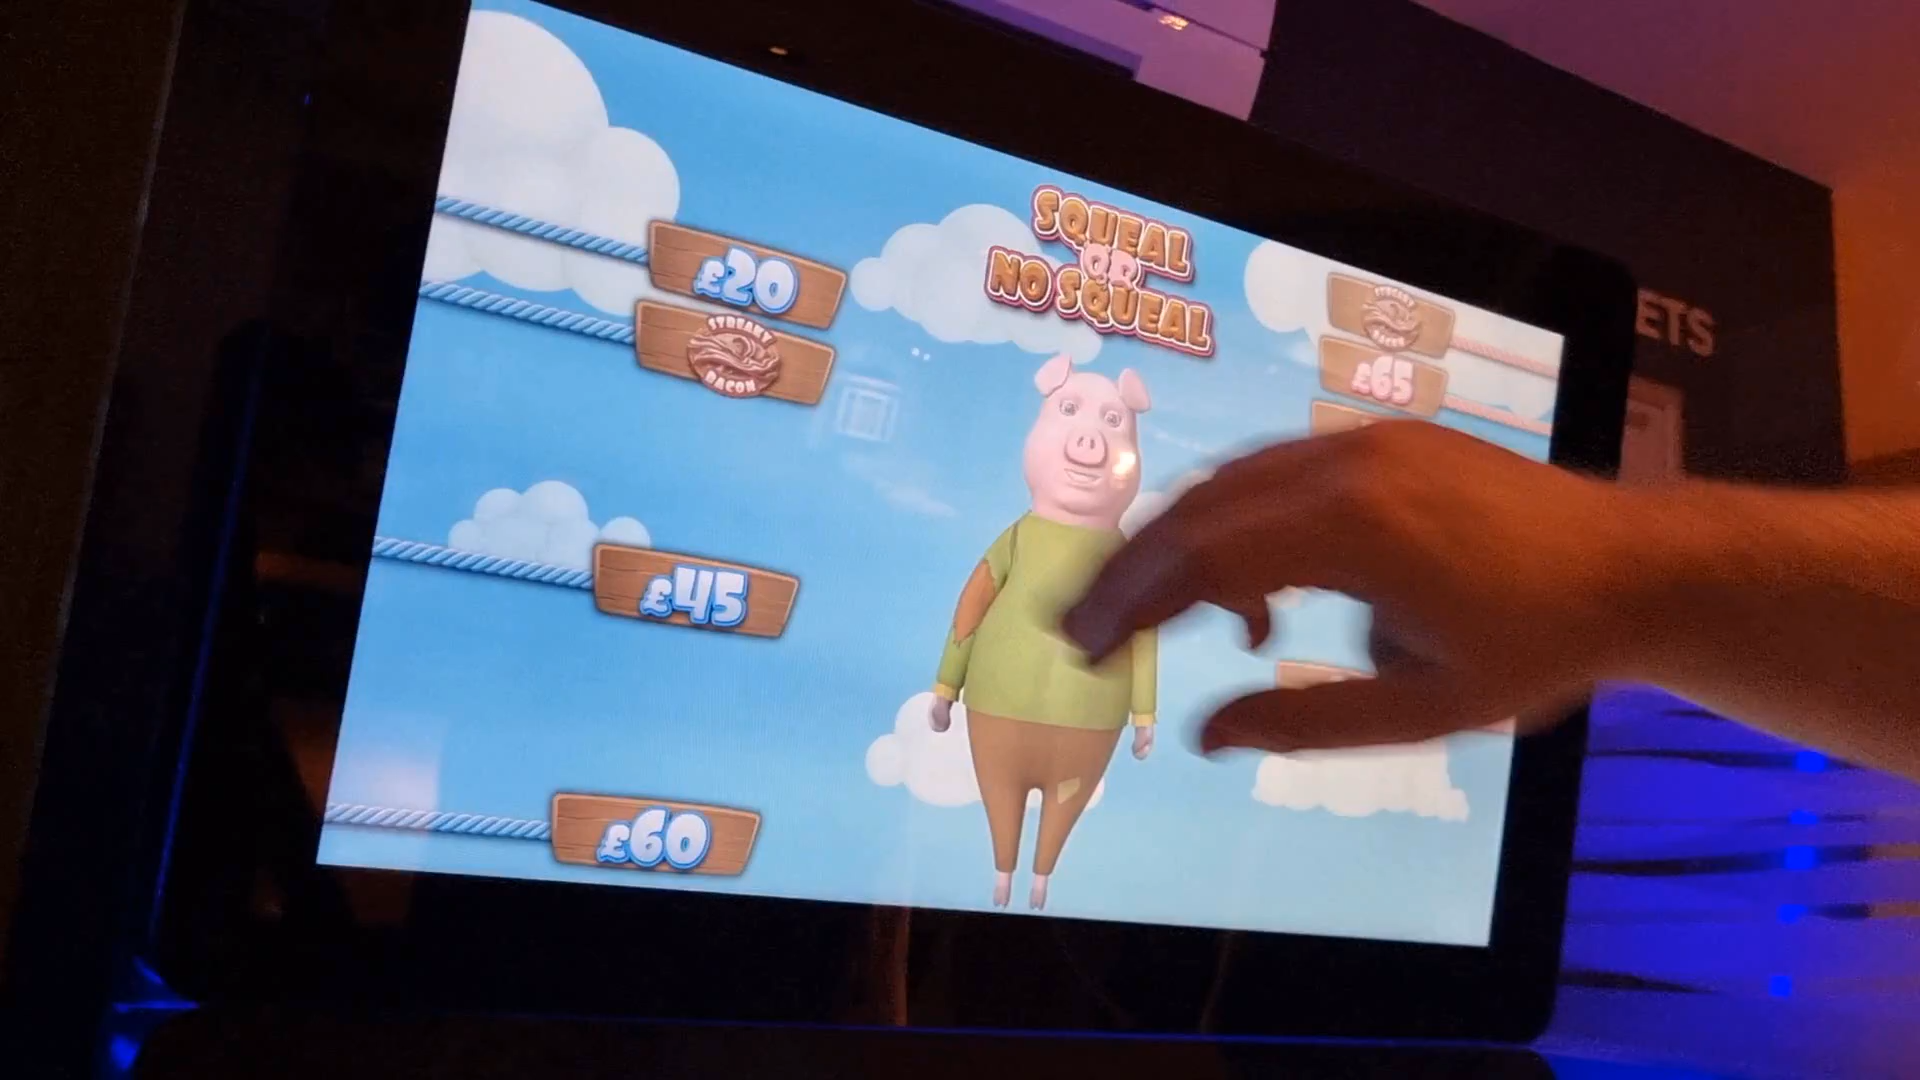 SQUEAL
OR
NO SQUEAL
£20
STREAKY
BACON
£45
£60
STREAKY
BACON
£65
ETS